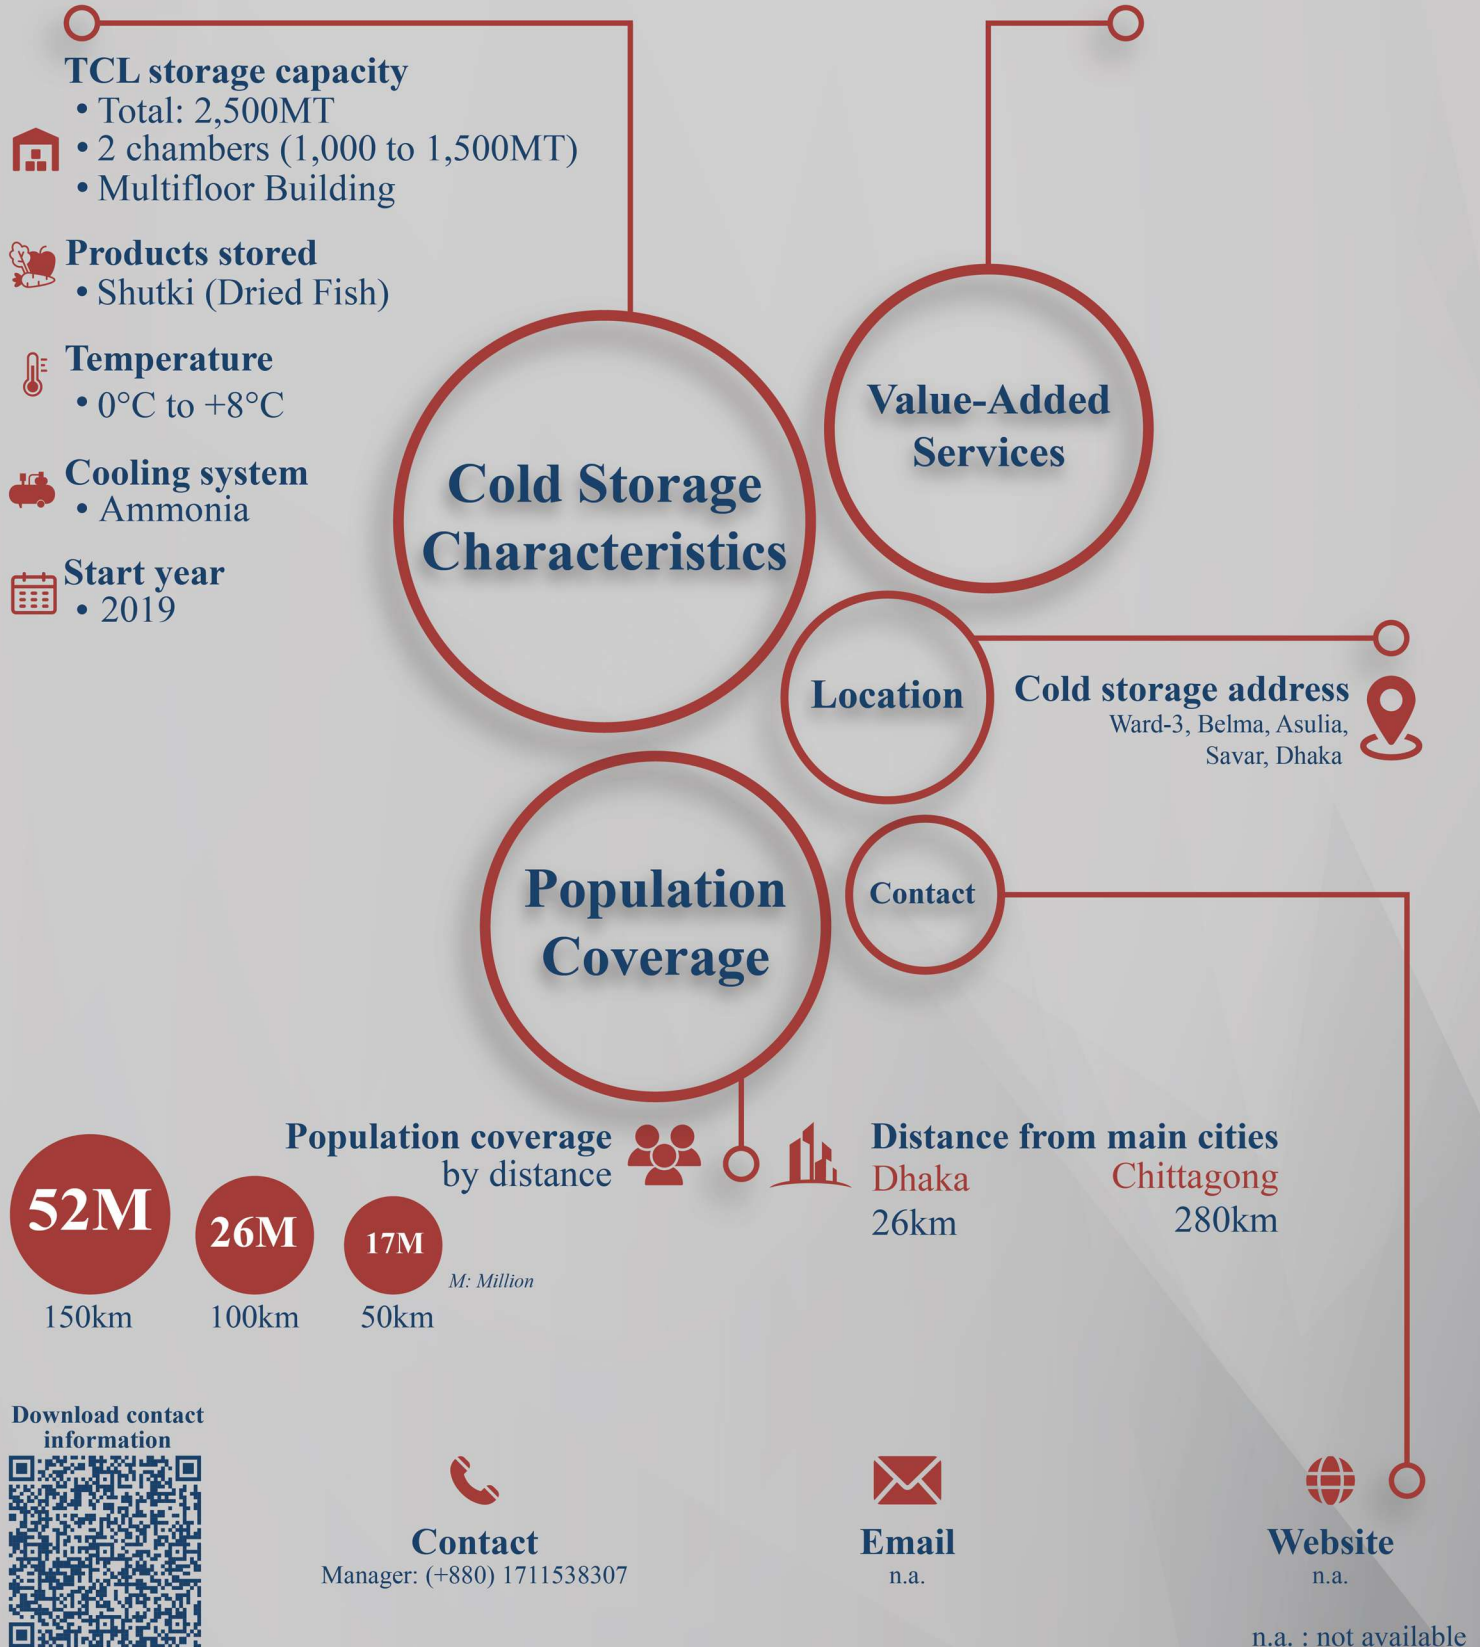 TCL storage capacity
• Total: 2,500MT
• 2 chambers (1,000 to 1,500MT)
• Multifloor Building
Products stored
• Shutki (Dried Fish)
Temperature
• 0°C to +8°C
Cooling system
• Ammonia
Start year
• 2019
Cold Storage
Characteristics
Value-Added
Services
Location
Cold storage address
Ward-3, Belma, Asulia,
Savar, Dhaka
Population
Coverage
Contact
Population coverage
by distance
52M
26M
17M
M: Million
150km
100km
50km
Distance from main cities
Dhaka
Chittagong
26km
280km
Download contact
information
Contact
Manager: (+880) 1711538307
Email
n.a.
Website
n.a.
n.a. : not available